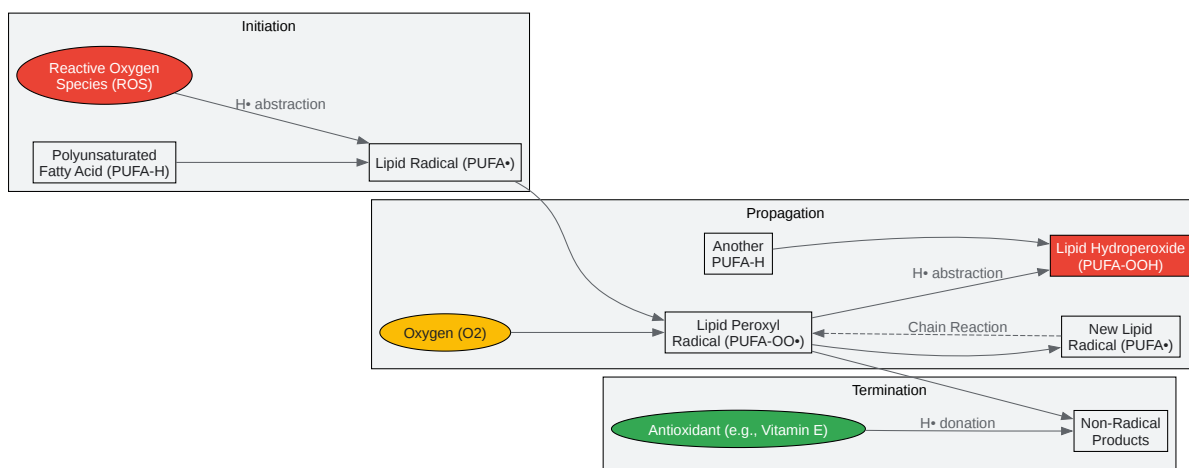 Initiation
Reactive Oxygen
Species (ROS)
H• abstraction
Polyunsaturated
Fatty Acid (PUFA-H)
Lipid Radical (PUFA•)
Propagation
Another
PUFA-H
Lipid Hydroperoxide
(PUFA-OOH)
H• abstraction
Oxygen (O2)
Lipid Peroxyl
Radical (PUFA-OO•)
Chain Reaction
New Lipid
Radical (PUFA•)
Termination
Antioxidant (e.g., Vitamin E)
H• donation
Non-Radical
Products